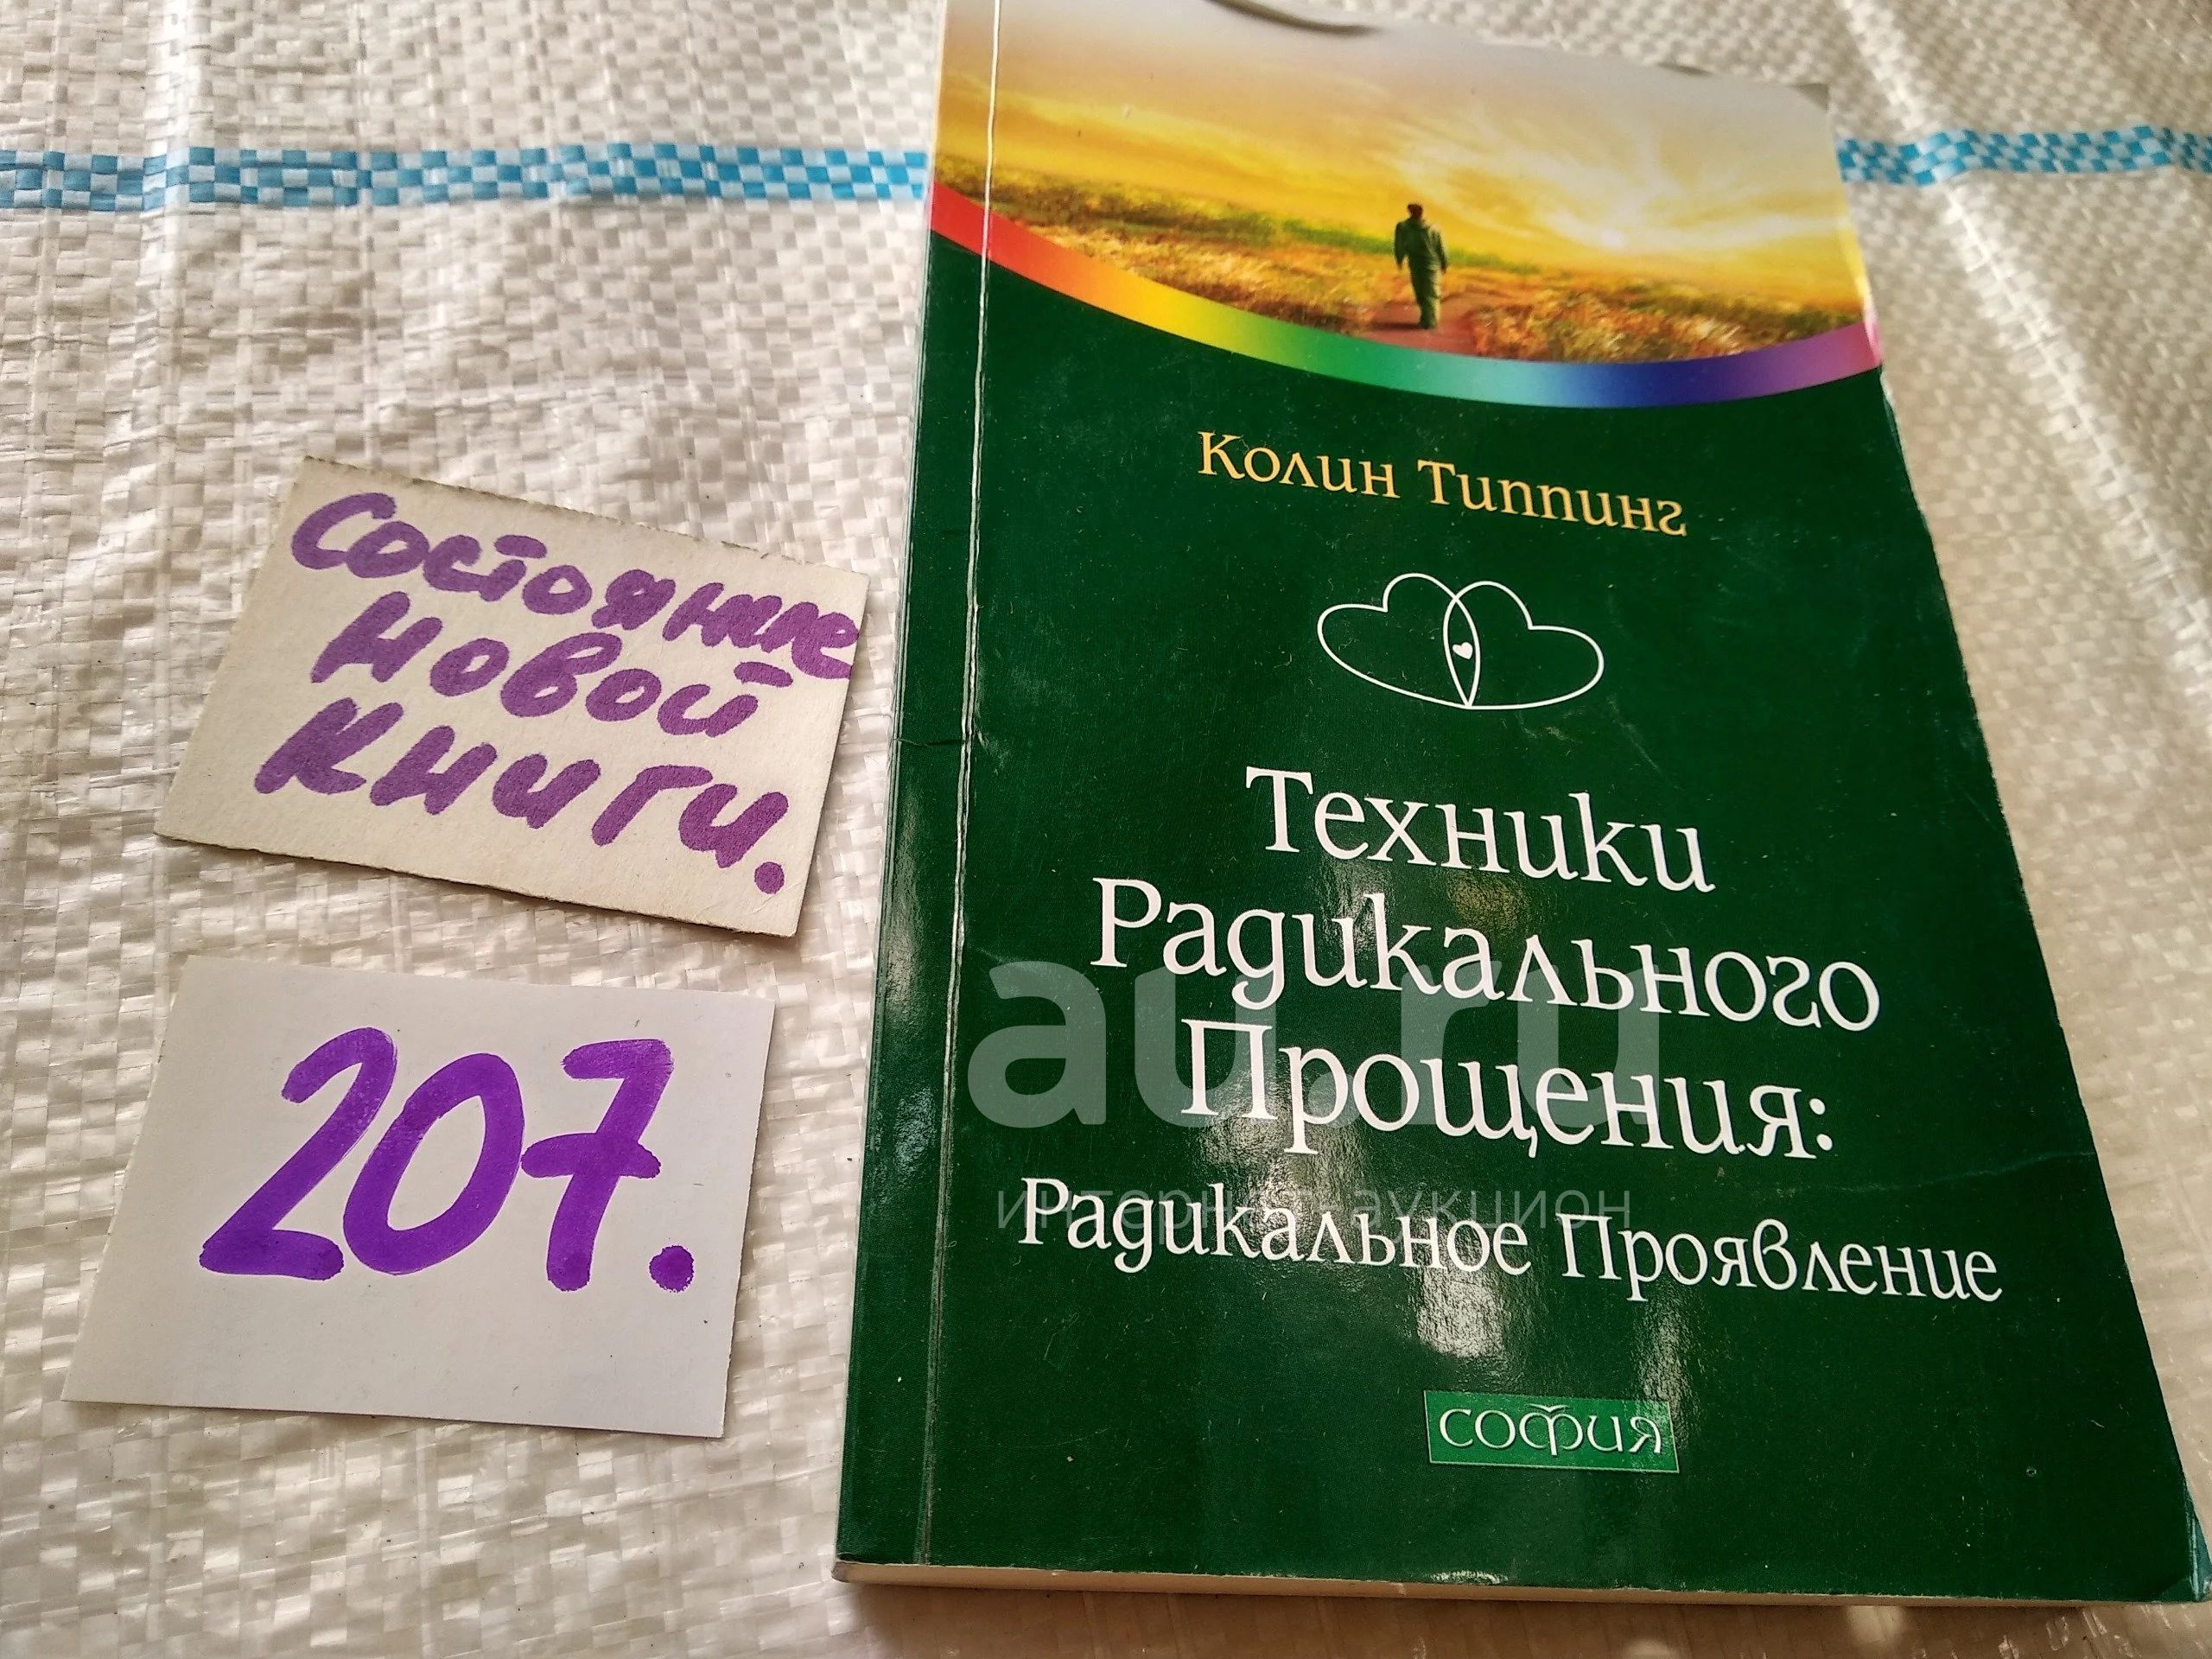 Состояние
новой
книги.
207.
Колин Типпинг
Техники
Радикального
Прощения:
Радикальное Проявление
СОФИЯ
au.ru
интернет-аукцион